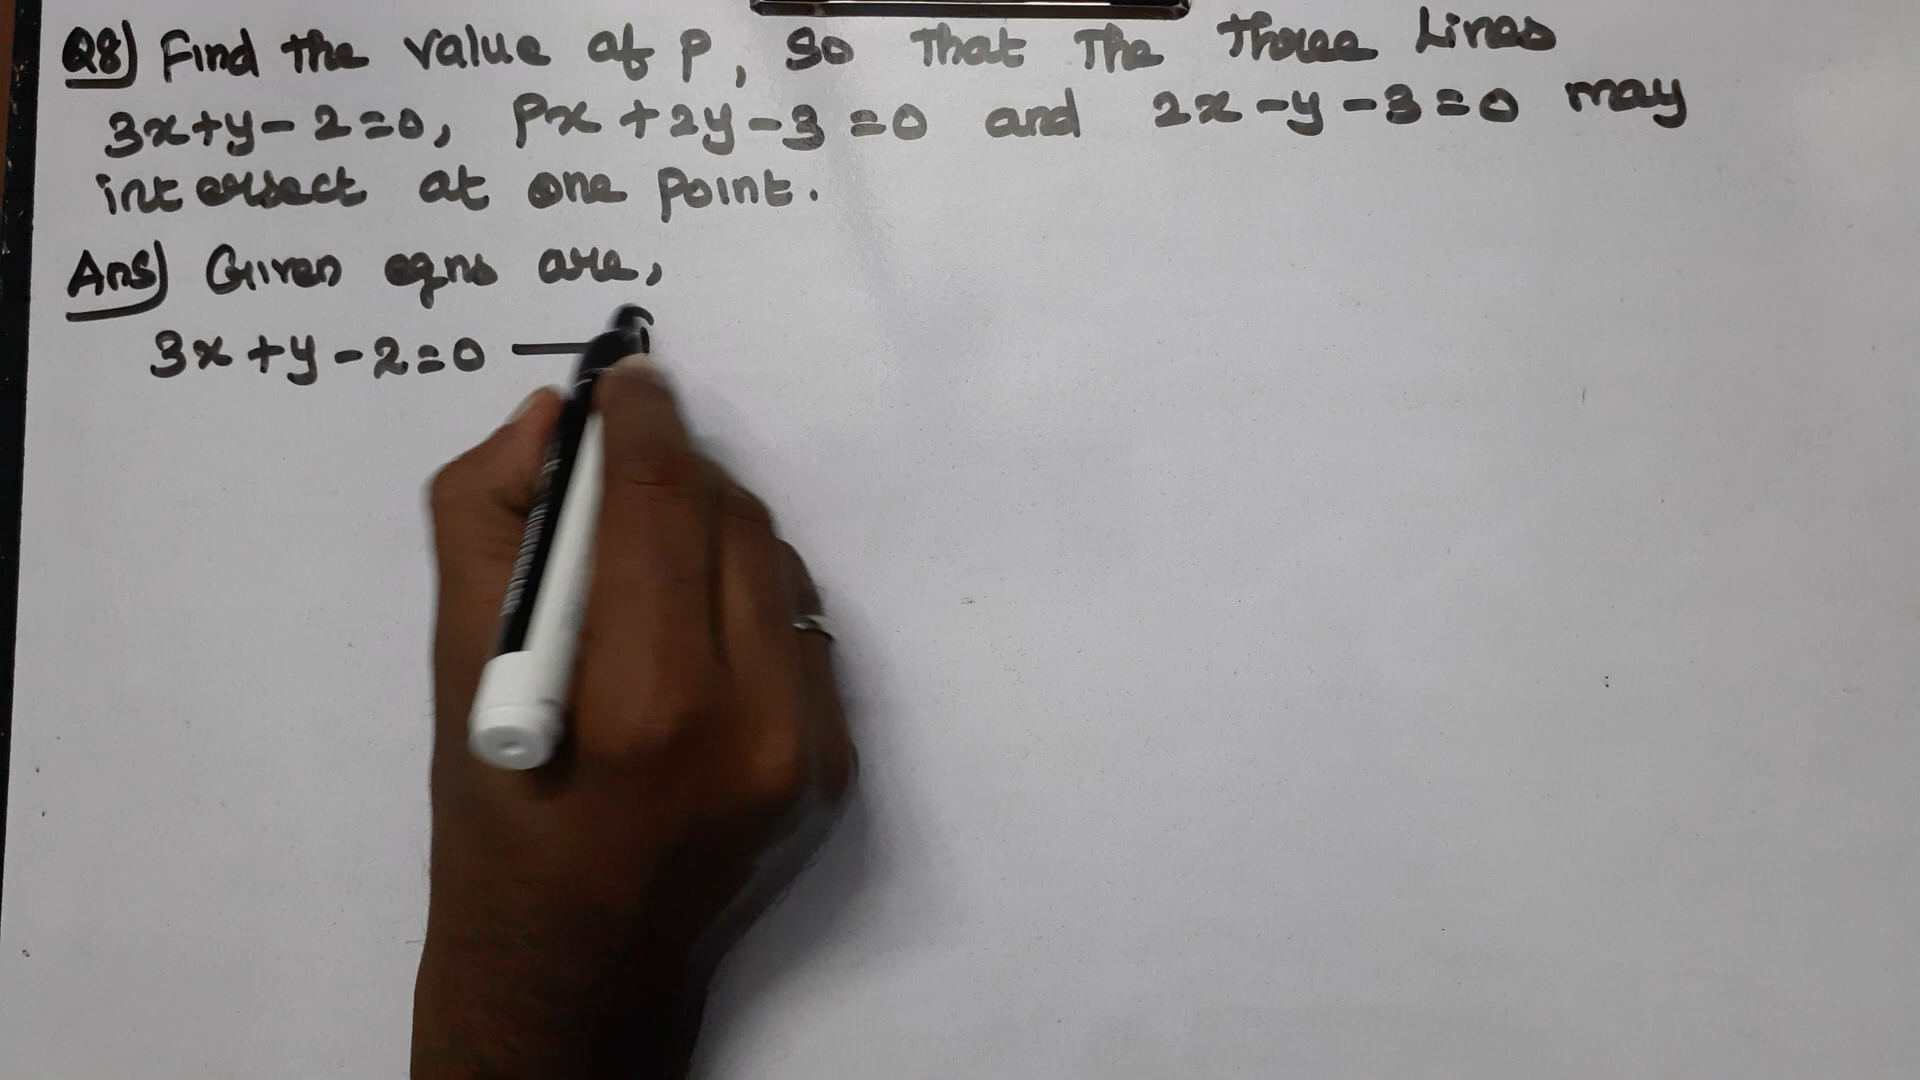 Q8) Find the value of P, so that the three lines
3x+y-2=0, Px+2y-3=0 and 2x-y-3=0 may
intersect at one point.
Ans) Given eqns are,
3x+y-2=0 —